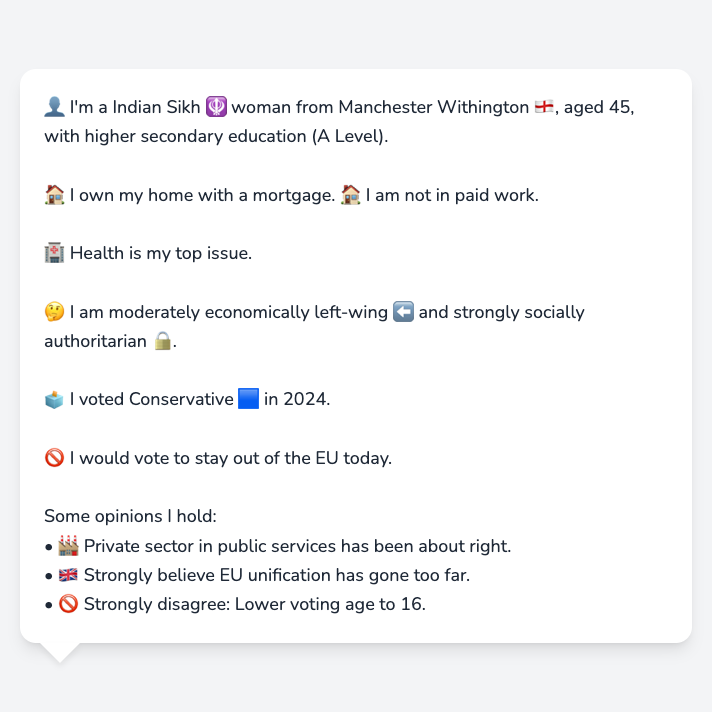 👤 I'm a Indian Sikh 🪯 woman from Manchester Withington 🏴󠁧󠁢󠁥󠁮󠁧󠁿, aged 45,
with higher secondary education (A Level).
🏠 I own my home with a mortgage. 🏠 I am not in paid work.
🏥 Health is my top issue.
🤔 I am moderately economically left-wing ⬅️ and strongly socially
authoritarian 🔒.
🗳️ I voted Conservative 🟦 in 2024.
🚫 I would vote to stay out of the EU today.
Some opinions I hold:
• 🏭 Private sector in public services has been about right.
• 🇬🇧 Strongly believe EU unification has gone too far.
• 🚫 Strongly disagree: Lower voting age to 16.